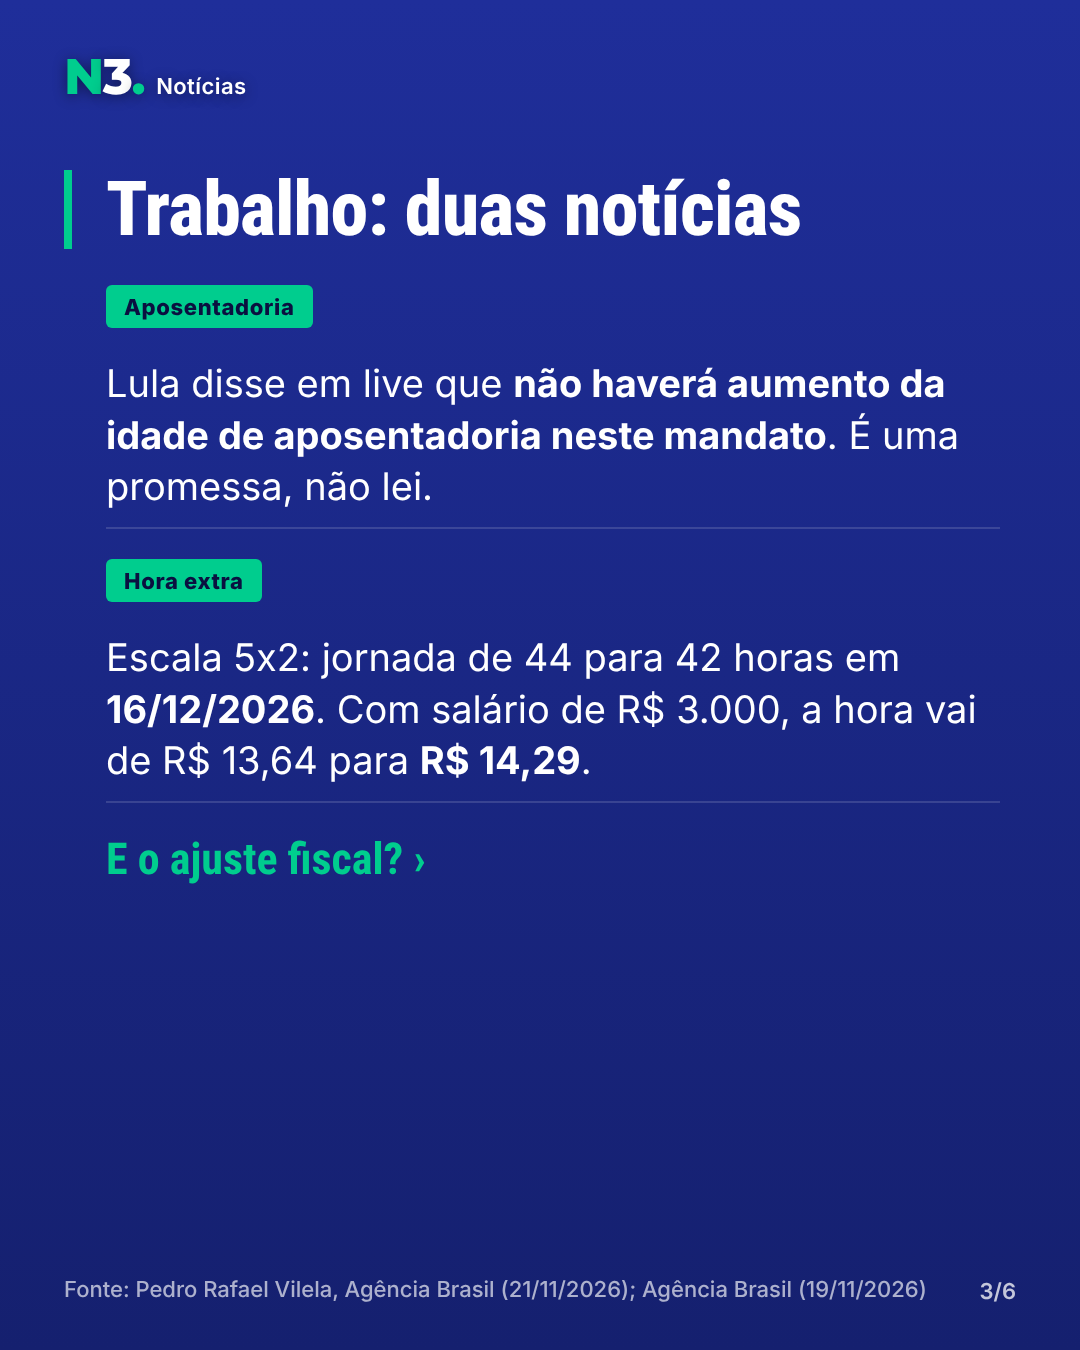 N3. Notícias
Trabalho: duas notícias
Aposentadoria
Lula disse em live que não haverá aumento da
idade de aposentadoria neste mandato. É uma
promessa, não lei.
Hora extra
Escala 5x2: jornada de 44 para 42 horas em
16/12/2026. Com salário de R$ 3.000, a hora vai
de R$ 13,64 para R$ 14,29.
E o ajuste fiscal? ›
Fonte: Pedro Rafael Vilela, Agência Brasil (21/11/2026); Agência Brasil (19/11/2026) 3/6